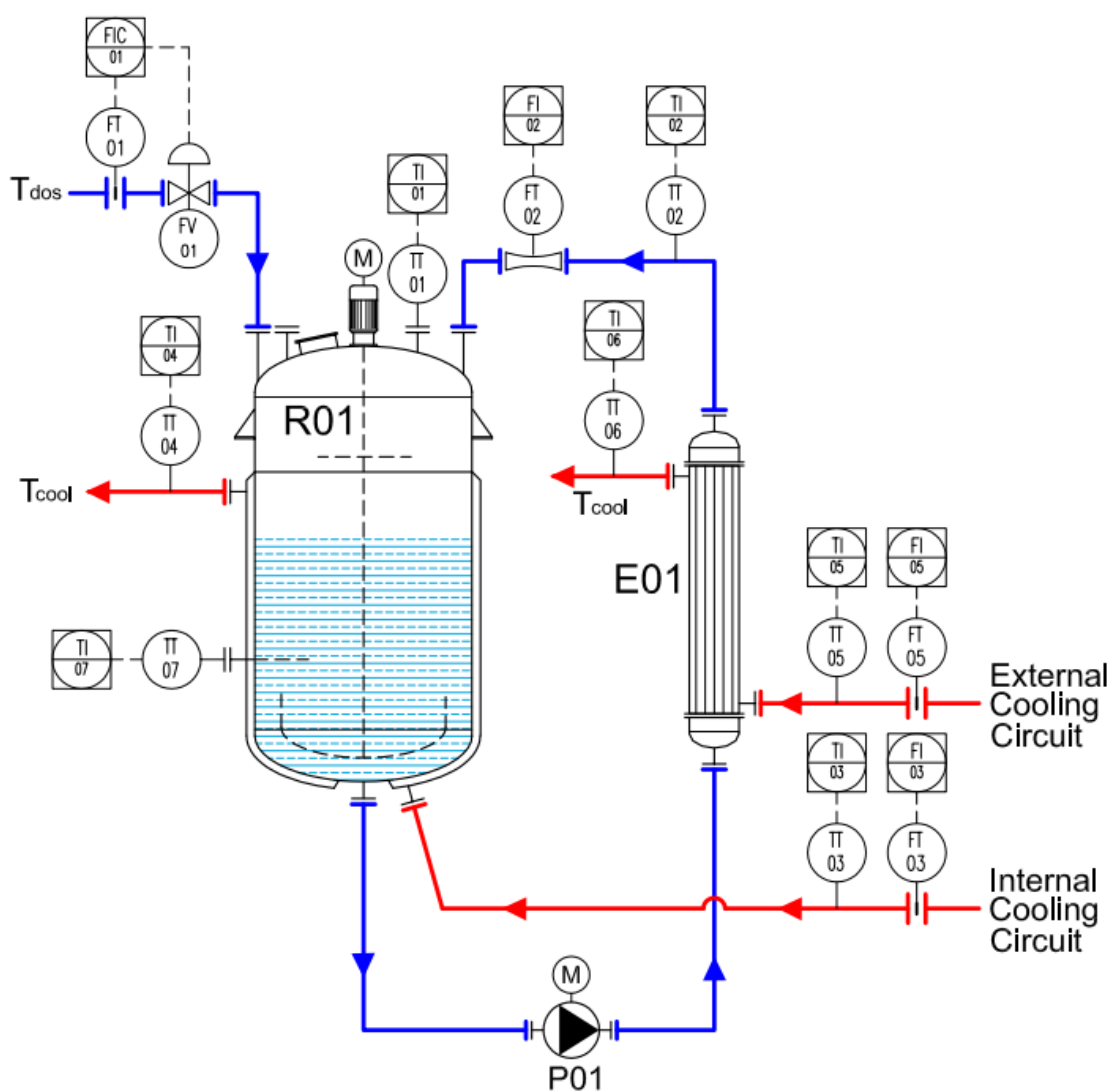 FIC
01
FT
01
Tdos
FV
01
M
TI
01
TT
01
FI
02
FT
02
TI
02
TT
02
TI
04
TT
04
Tcool
R01
TI
06
TT
06
Tcool
E01
TI
07
TT
07
TI
05
TT
05
FI
05
FT
05
External
Cooling
Circuit
TI
03
TT
03
FI
03
FT
03
Internal
Cooling
Circuit
M
P01